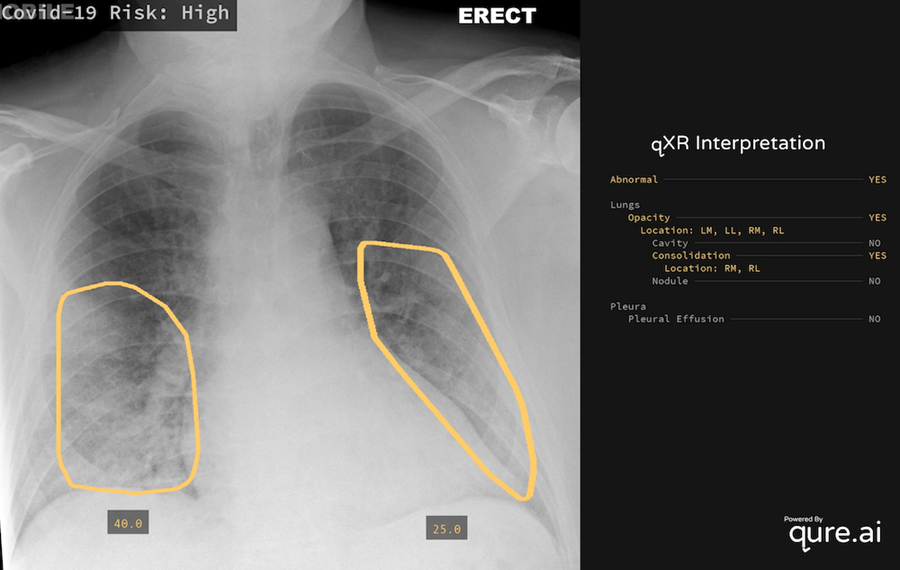 MOBILE
Covid-19 Risk: High
ERECT
40.0
25.0
qXR Interpretation
Abnormal YES
Lungs
Opacity YES
Location: LM, LL, RM, RL
Cavity NO
Consolidation YES
Location: RM, RL
Nodule NO
Pleura
Pleural Effusion NO
Powered By
qure.ai